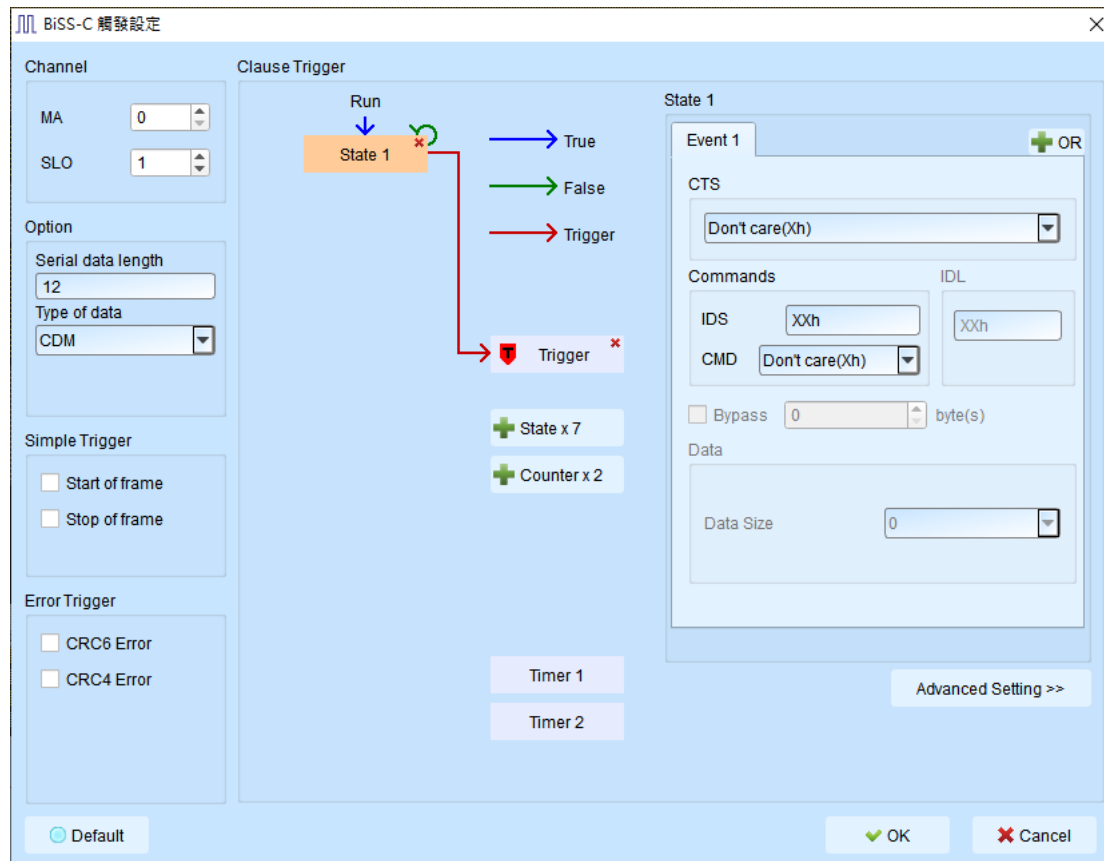 BiSS-C 觸發設定
Channel
MA 0
SLO 1
Option
Serial data length
12
Type of data
CDM
Simple Trigger
Start of frame
Stop of frame
Error Trigger
CRC6 Error
CRC4 Error
Default
Clause Trigger
Run
State 1
True
False
Trigger
T Trigger
State x 7
Counter x 2
Timer 1
Timer 2
State 1
Event 1
OR
CTS
Don't care(Xh)
Commands
IDS XXh
CMD Don't care(Xh)
IDL
XXh
Bypass 0 byte(s)
Data
Data Size 0
Advanced Setting >>
OK
Cancel